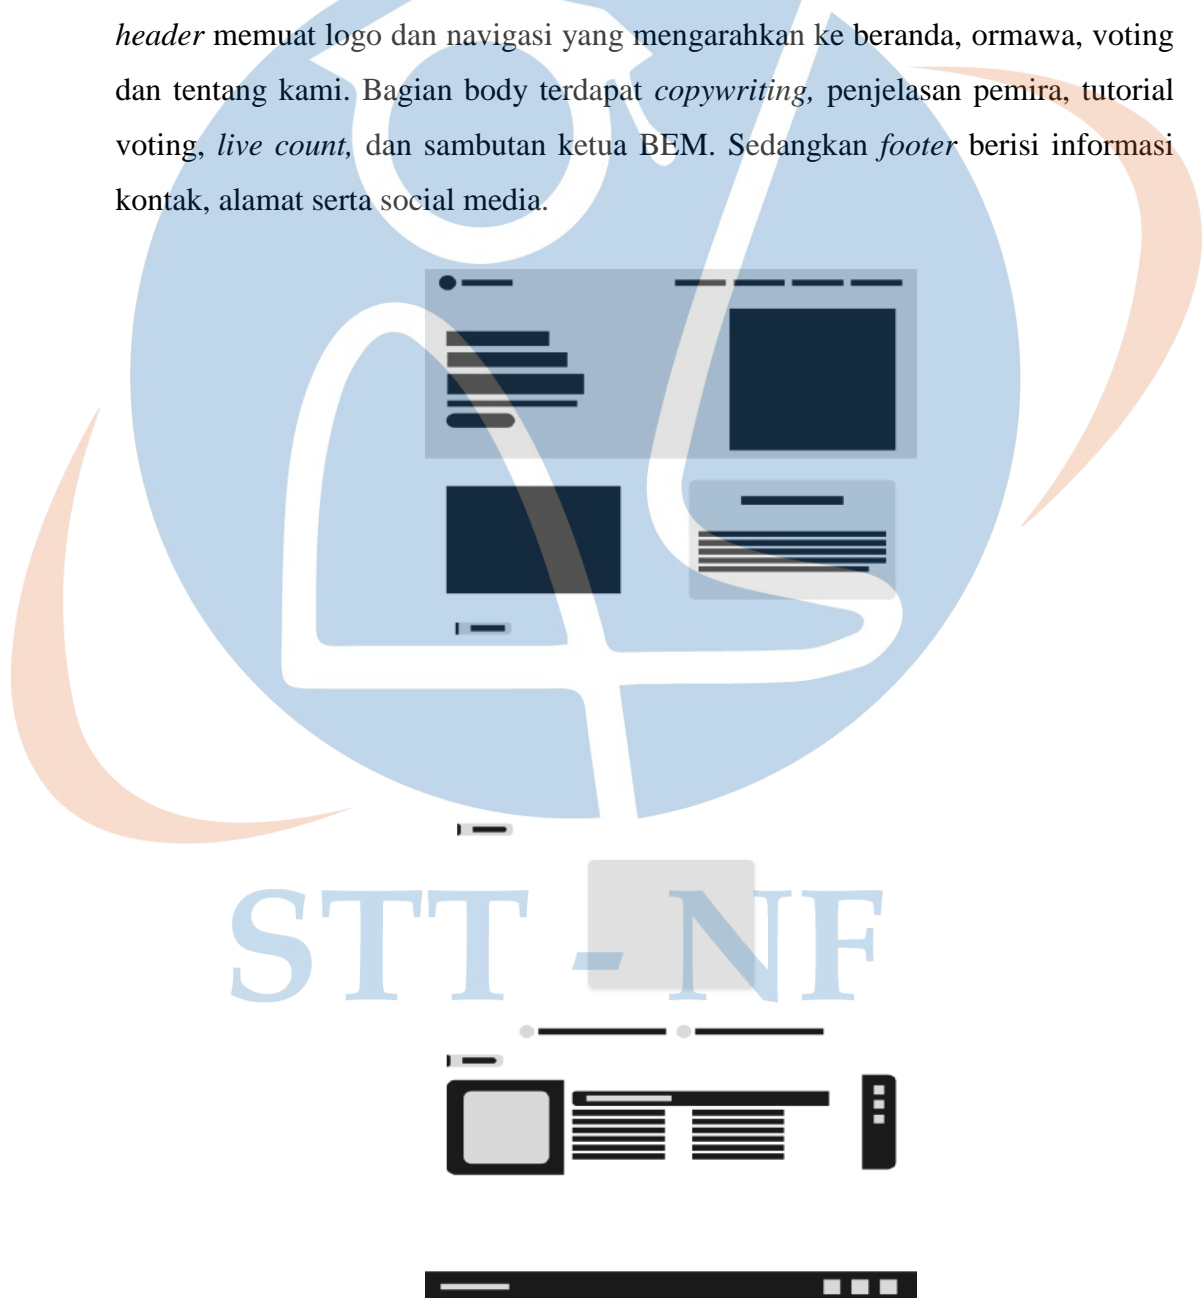 header memuat logo dan navigasi yang mengarahkan ke beranda, ormawa, voting
dan tentang kami. Bagian body terdapat copywriting, penjelasan pemira, tutorial
voting, live count, dan sambutan ketua BEM. Sedangkan footer berisi informasi
kontak, alamat serta social media.
STT - NF